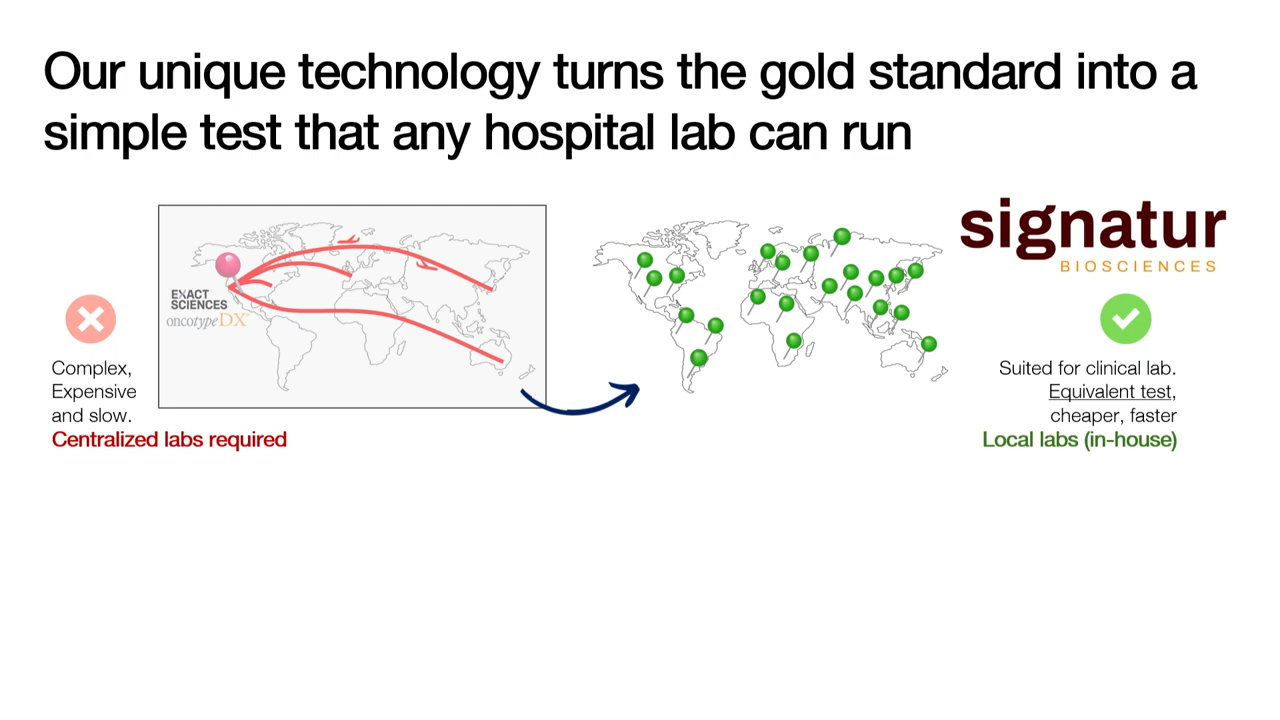 Our unique technology turns the gold standard into a
simple test that any hospital lab can run
EXACT
SCIENCES
oncotypeDX
Complex,
Expensive
and slow.
Centralized labs required
signatur
BIOSCIENCES
Suited for clinical lab.
Equivalent test,
cheaper, faster
Local labs (in-house)